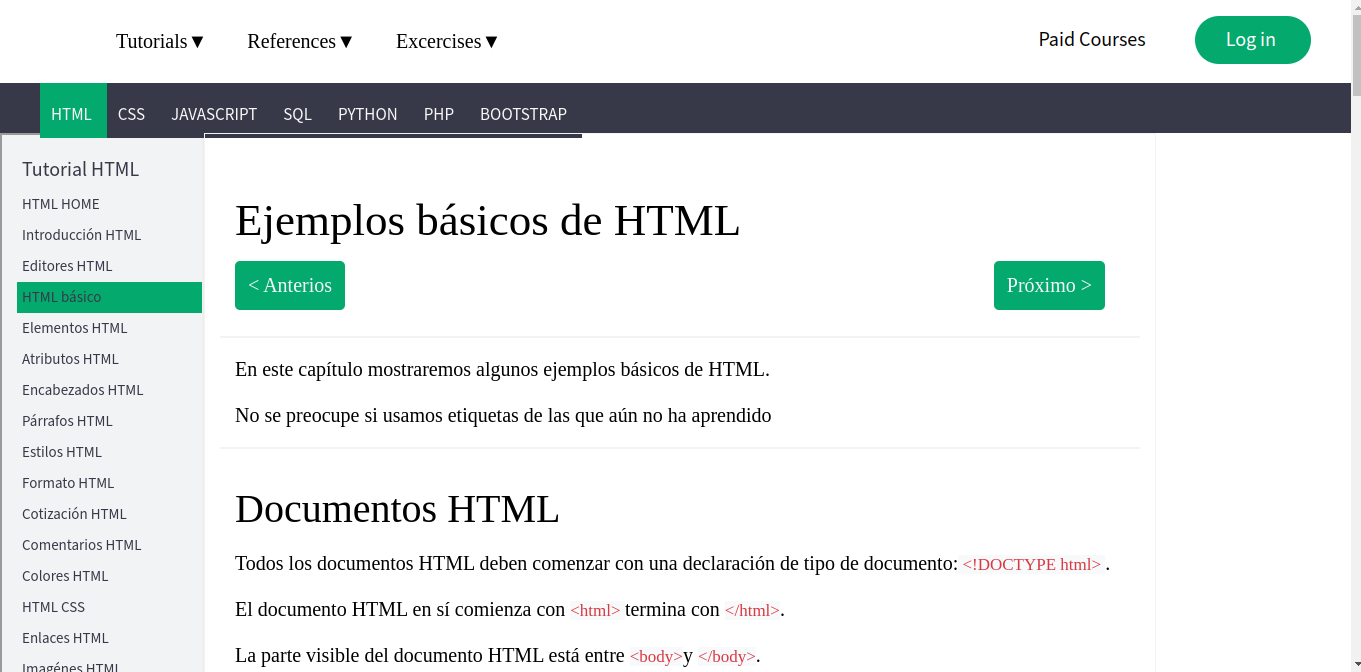 Tutorials ▼ References ▼ Excercises ▼ Paid Courses Log in
HTML CSS JAVASCRIPT SQL PYTHON PHP BOOTSTRAP
Tutorial HTML
HTML HOME
Introducción HTML
Editores HTML
HTML básico
Elementos HTML
Atributos HTML
Encabezados HTML
Párrafos HTML
Estilos HTML
Formato HTML
Cotización HTML
Comentarios HTML
Colores HTML
HTML CSS
Enlaces HTML
Imagénes HTML
Ejemplos básicos de HTML
< Anterios Próximo >
En este capítulo mostraremos algunos ejemplos básicos de HTML.
No se preocupe si usamos etiquetas de las que aún no ha aprendido
Documentos HTML
Todos los documentos HTML deben comenzar con una declaración de tipo de documento: <!DOCTYPE html> .
El documento HTML en sí comienza con <html> termina con </html>.
La parte visible del documento HTML está entre <body>y </body>.